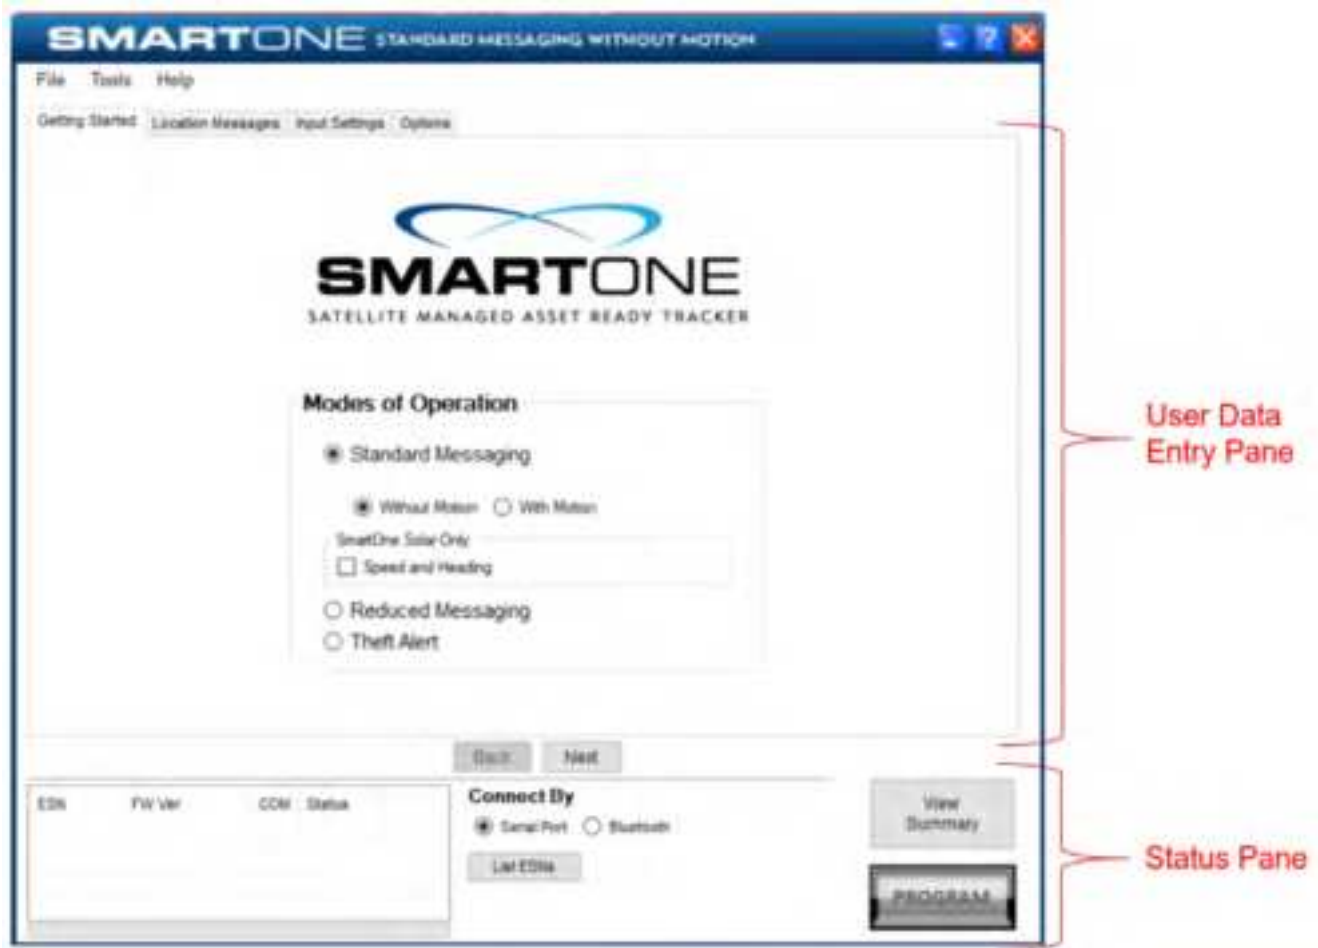 SMARTONE STANDARD MESSAGING WITHOUT MOTION
File Tools Help
Getting Started Location Messages Input Settings Options
SMARTONE
SATELLITE MANAGED ASSET READY TRACKER
Modes of Operation
Standard Messaging
Without Motion With Motion
SmartOne Solar Only
Speed and Heading
Reduced Messaging
Theft Alert
User Data
Entry Pane
Back Next
ESN FW Ver COM Status
Connect By
Serial Port Bluetooth
List ESNs
View
Summary
PROGRAM
Status Pane